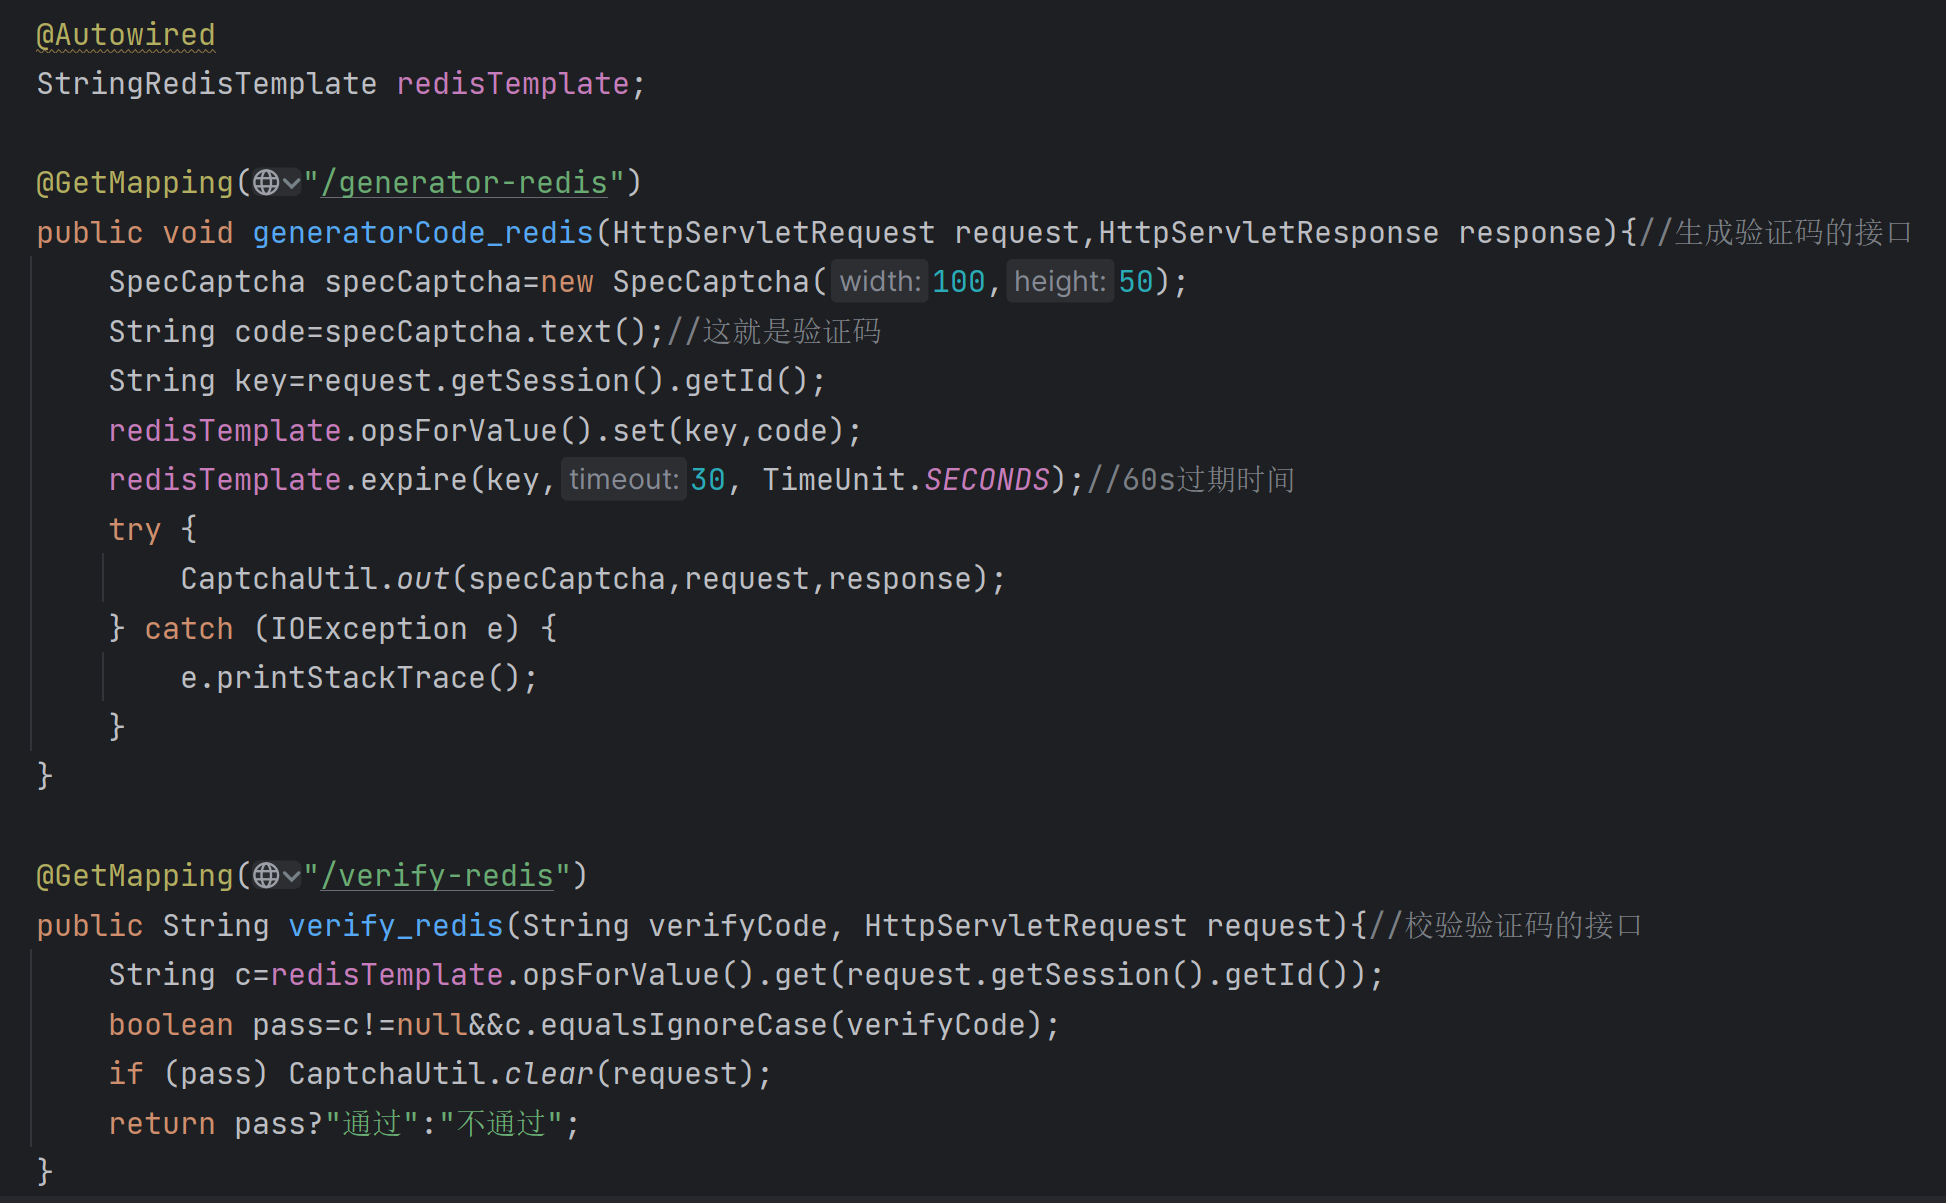 @Autowired
StringRedisTemplate redisTemplate;
@GetMapping("/generator-redis")
public void generatorCode_redis(HttpServletRequest request,HttpServletResponse response){//生成验证码的接口
    SpecCaptcha specCaptcha=new SpecCaptcha(width:100,height:50);
    String code=specCaptcha.text();//这就是验证码
    String key=request.getSession().getId();
    redisTemplate.opsForValue().set(key,code);
    redisTemplate.expire(key,timeout:30, TimeUnit.SECONDS);//60s过期时间
    try {
        CaptchaUtil.out(specCaptcha,request,response);
    } catch (IOException e) {
        e.printStackTrace();
    }
}
@GetMapping("/verify-redis")
public String verify_redis(String verifyCode, HttpServletRequest request){//校验验证码的接口
    String c=redisTemplate.opsForValue().get(request.getSession().getId());
    boolean pass=c!=null&&c.equalsIgnoreCase(verifyCode);
    if (pass) CaptchaUtil.clear(request);
    return pass?"通过":"不通过";
}